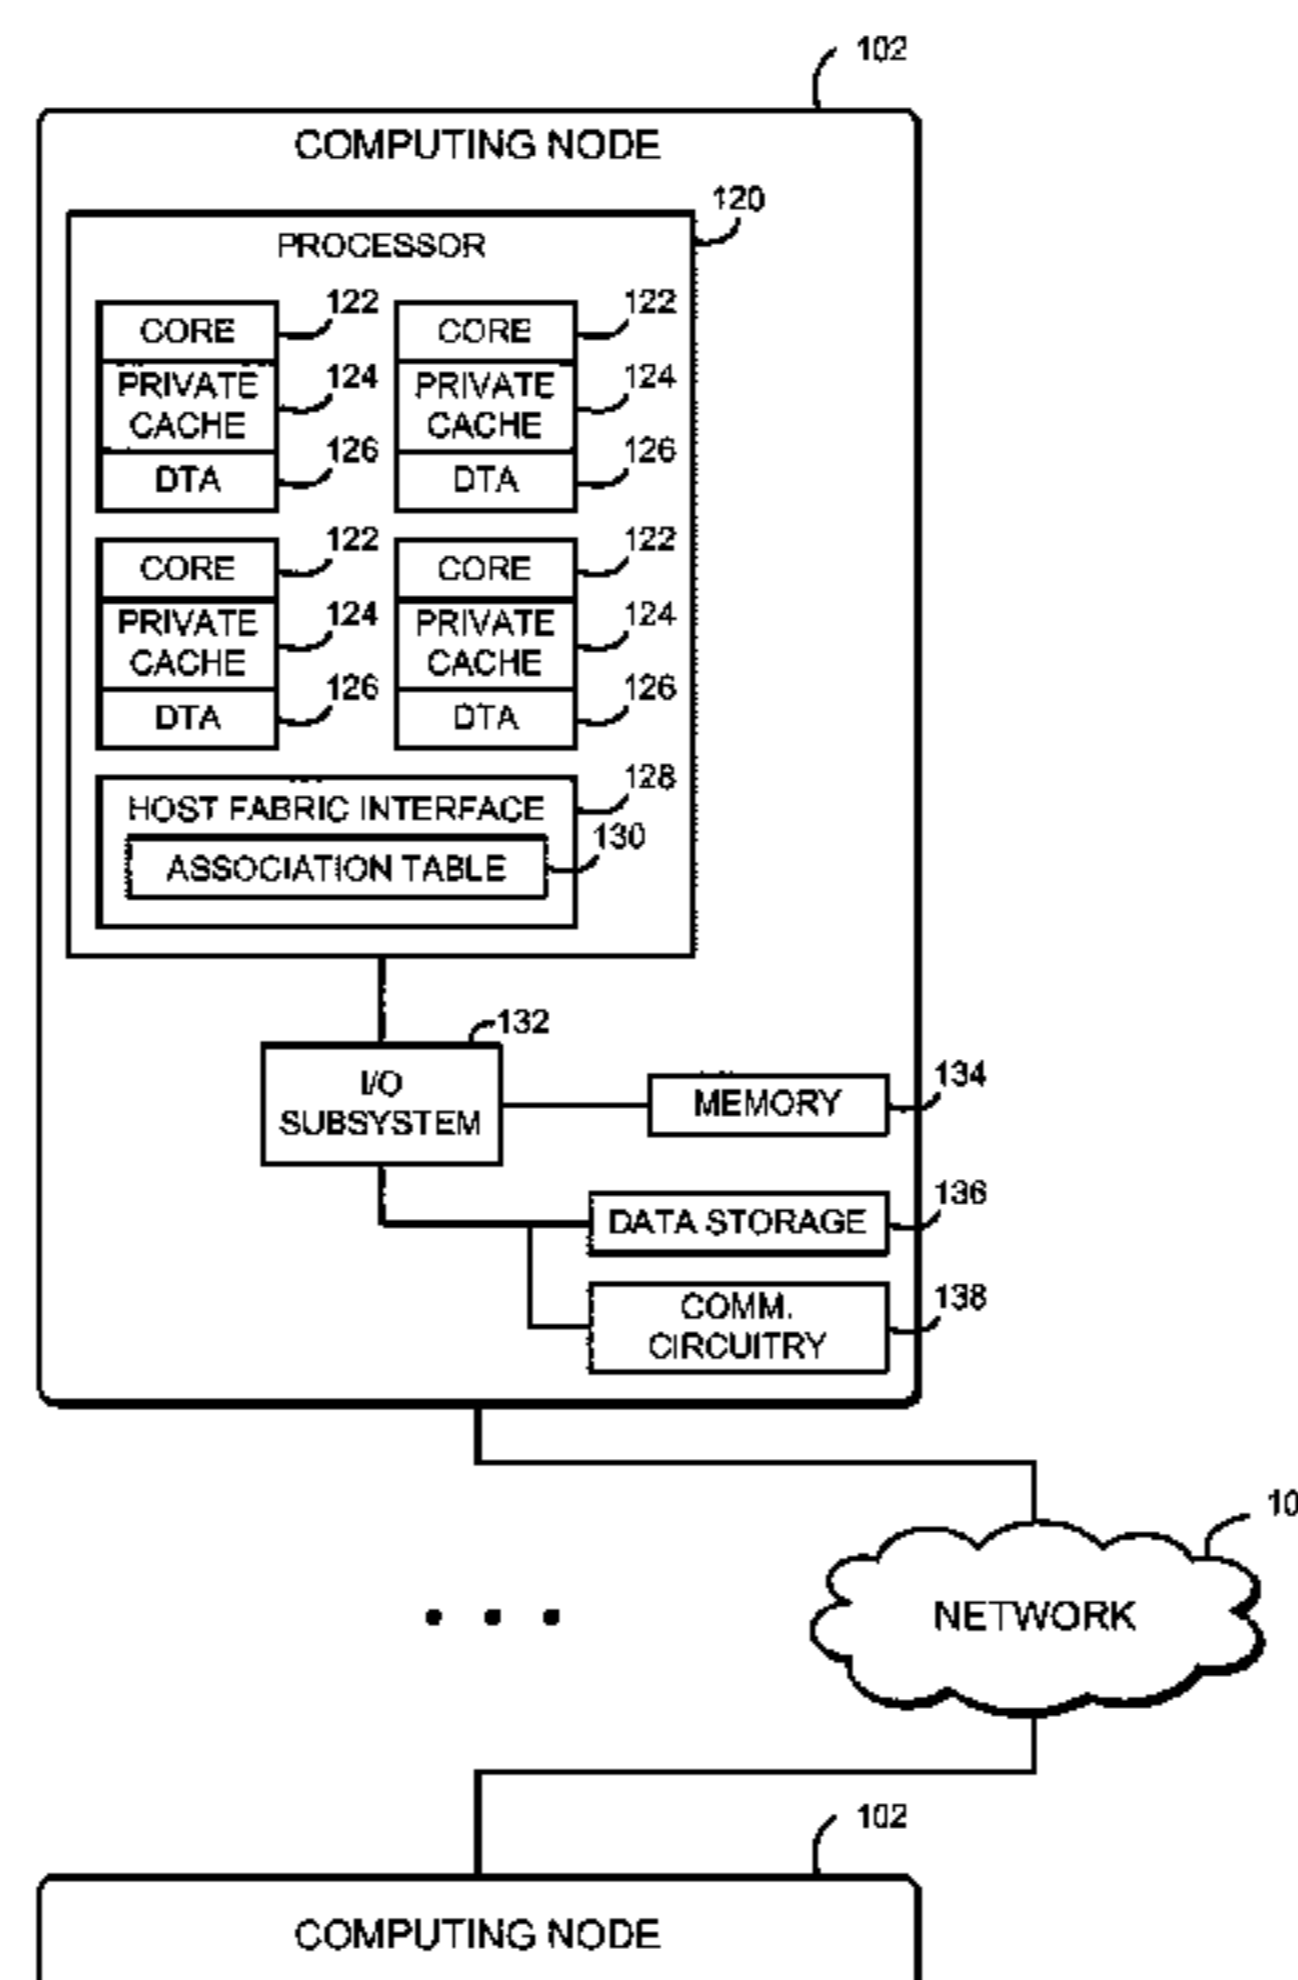 102
COMPUTING NODE
120
PROCESSOR
122 122
CORE CORE
124 124
PRIVATE PRIVATE
CACHE CACHE
126 126
DTA DTA
122 122
CORE CORE
124 124
PRIVATE PRIVATE
CACHE CACHE
126 126
DTA DTA
128
HOST FABRIC INTERFACE
130
ASSOCIATION TABLE
132
I/O
SUBSYSTEM
134
MEMORY
136
DATA STORAGE
138
COMM.
CIRCUITRY
10
NETWORK
• • •
102
COMPUTING NODE